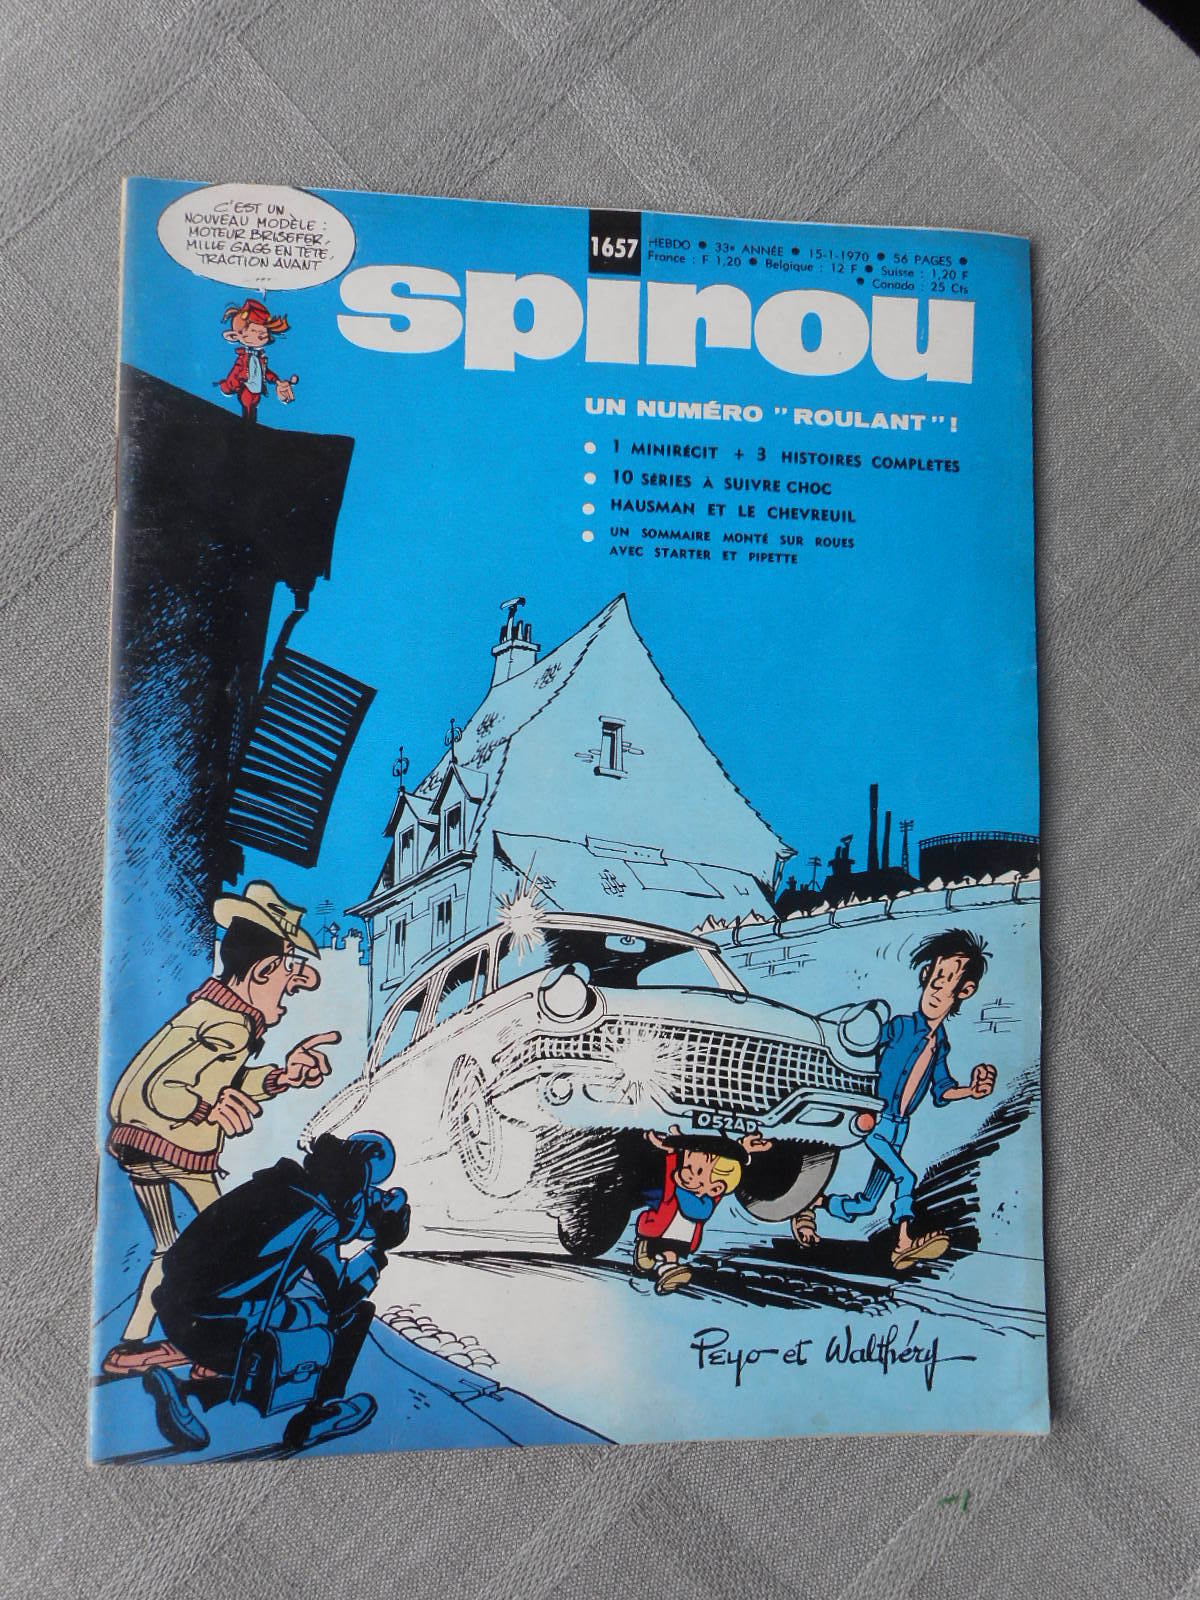 C'EST UN
NOUVEAU MODÈLE :
MOTEUR BRISEFER,
MILLE GAGS EN TÊTE,
TRACTION AVANT
...
1657
HEBDO • 33e ANNÉE • 15-1-1970 • 56 PAGES •
France : F 1,20 • Belgique : 12 F • Suisse : 1,20 F
• Canada : 25 Cts
spirou
UN NUMÉRO "ROULANT" !
• 1 MINIRÉCIT + 3 HISTOIRES COMPLETES
• 10 SÉRIES À SUIVRE CHOC
• HAUSMAN ET LE CHEVREUIL
• UN SOMMAIRE MONTÉ SUR ROUES
AVEC STARTER ET PIPETTE
052AD
Peyo et Walthéry